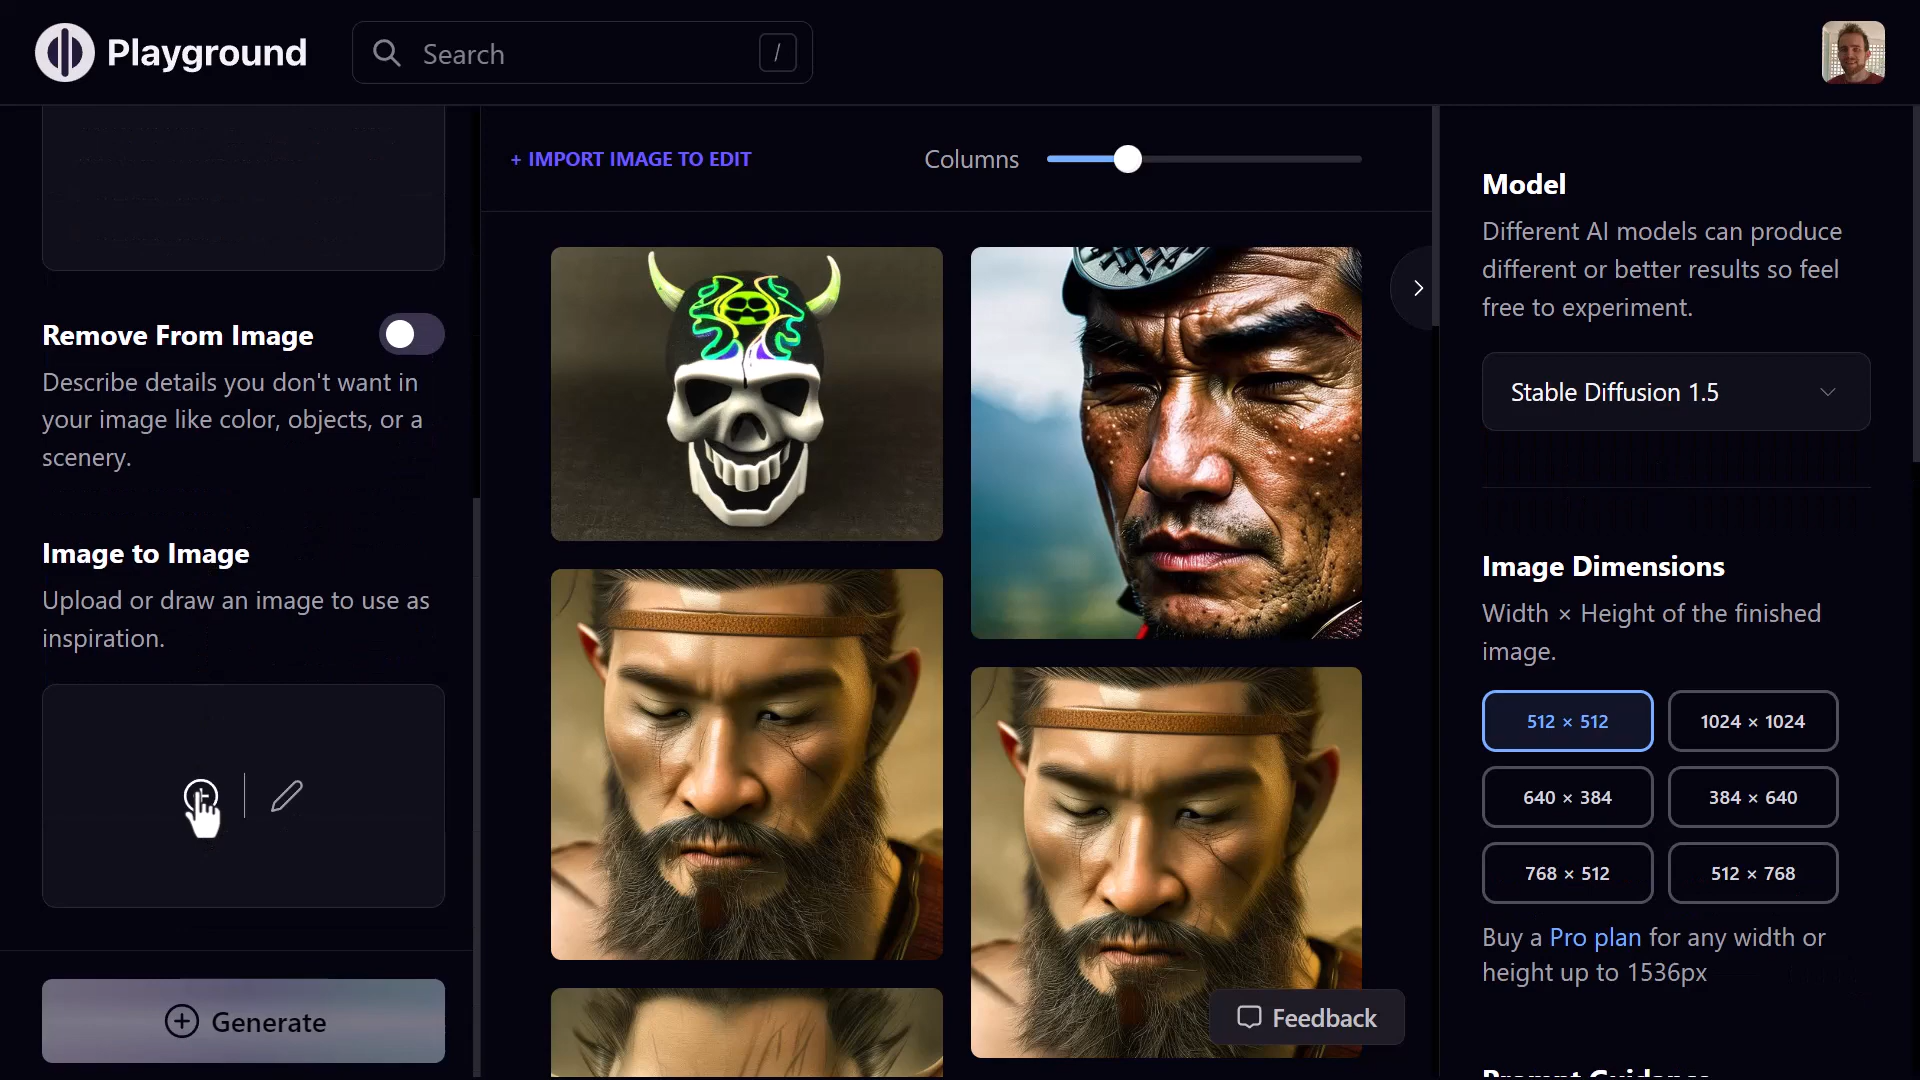 Playground
Search
/
Remove From Image
Describe details you don't want in
your image like color, objects, or a
scenery.
Image to Image
Upload or draw an image to use as
inspiration.
Generate
+ IMPORT IMAGE TO EDIT
Columns
Feedback
Model
Different AI models can produce
different or better results so feel
free to experiment.
Stable Diffusion 1.5
Image Dimensions
Width × Height of the finished
image.
512 × 512
1024 × 1024
640 × 384
384 × 640
768 × 512
512 × 768
Buy a Pro plan for any width or
height up to 1536px
Prompt Guidance